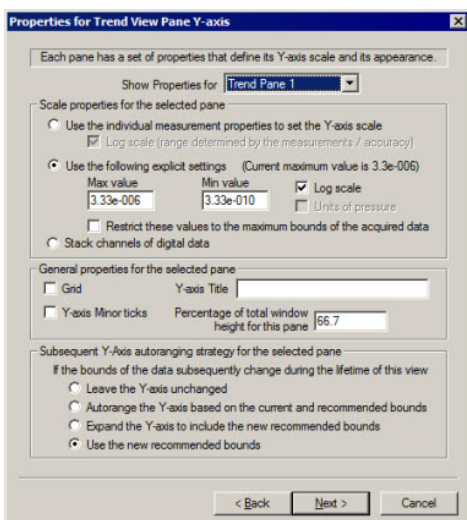 Properties for Trend View Pane Y-axis
Each pane has a set of properties that define its Y-axis scale and its appearance.
Show Properties for Trend Pane 1
Scale properties for the selected pane
Use the individual measurement properties to set the Y-axis scale
Log scale (range determined by the measurements / accuracy)
Use the following explicit settings (Current maximum value is 3.3e-006)
Max value Min value
3.33e-006 3.33e-010 Log scale
Units of pressure
Restrict these values to the maximum bounds of the acquired data
Stack channels of digital data
General properties for the selected pane
Grid Y-axis Title
Y-axis Minor ticks Percentage of total window
height for this pane 66.7
Subsequent Y-Axis autoranging strategy for the selected pane
If the bounds of the data subsequently change during the lifetime of this view
Leave the Y-axis unchanged
Autorange the Y-axis based on the current and recommended bounds
Expand the Y-axis to include the new recommended bounds
Use the new recommended bounds
< Back Next > Cancel